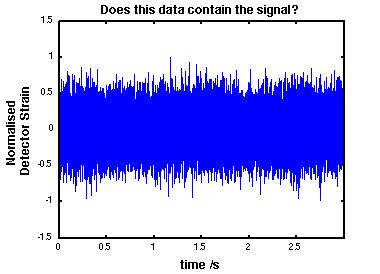 Does this data contain the signal?
1.5
1
0.5
0
-0.5
-1
-1.5
Normalised
Detector Strain
0 0.5 1 1.5 2 2.5
time /s